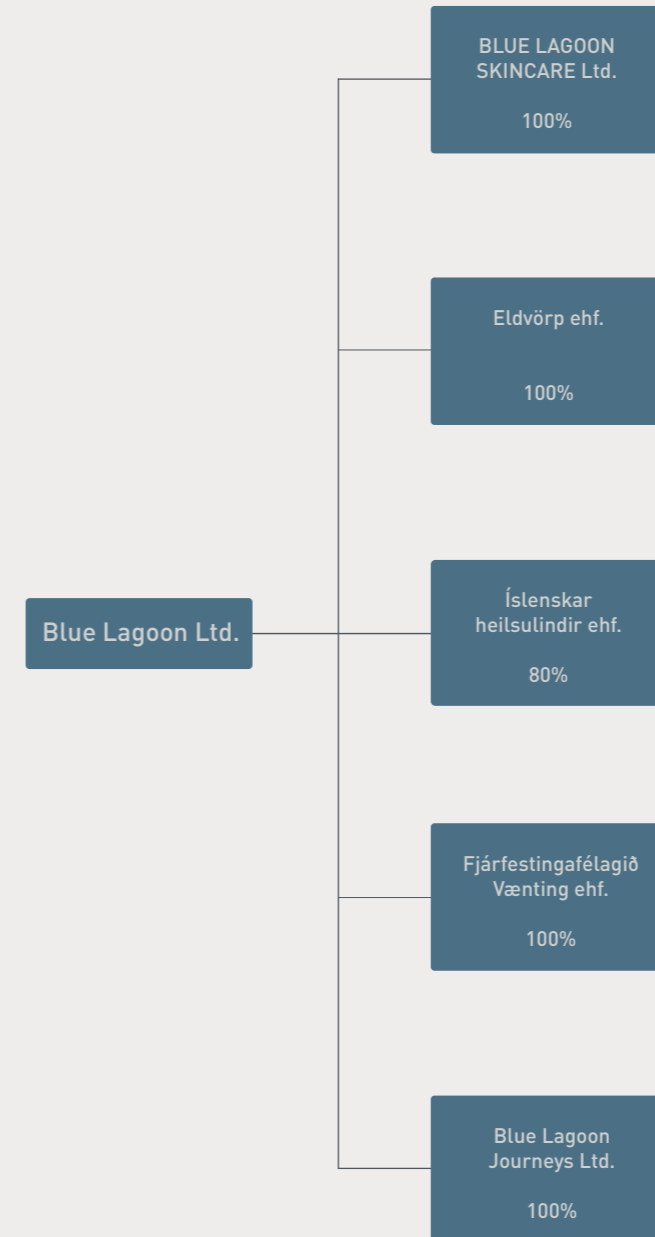 BLUE LAGOON
SKINCARE Ltd.
100%
Eldvörp ehf.
100%
Blue Lagoon Ltd.
Íslenskar
heilsulindir ehf.
80%
Fjárfestingafélagið
Vænting ehf.
100%
Blue Lagoon
Journeys Ltd.
100%